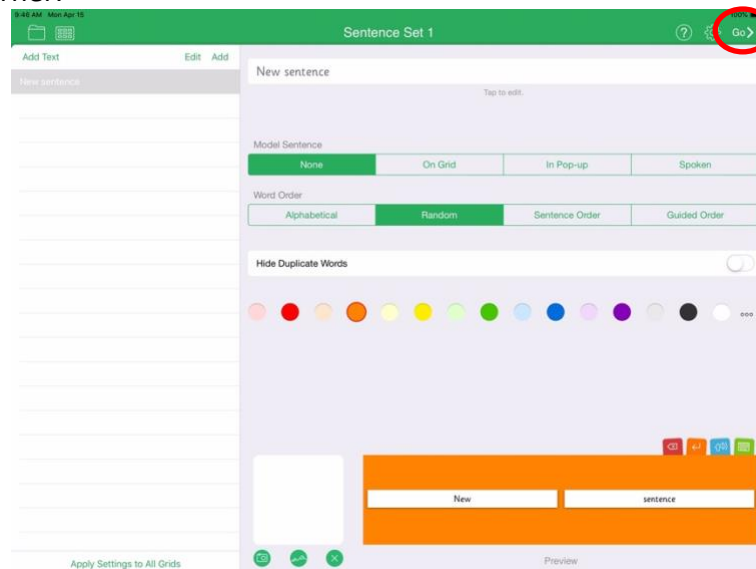 9:46 AM Mon Apr 15
100%
Sentence Set 1
?
Go>
Add Text
Edit
Add
New sentence
New sentence
Tap to edit.
Model Sentence
None
On Grid
In Pop-up
Spoken
Word Order
Alphabetical
Random
Sentence Order
Guided Order
Hide Duplicate Words
New
sentence
Apply Settings to All Grids
Preview